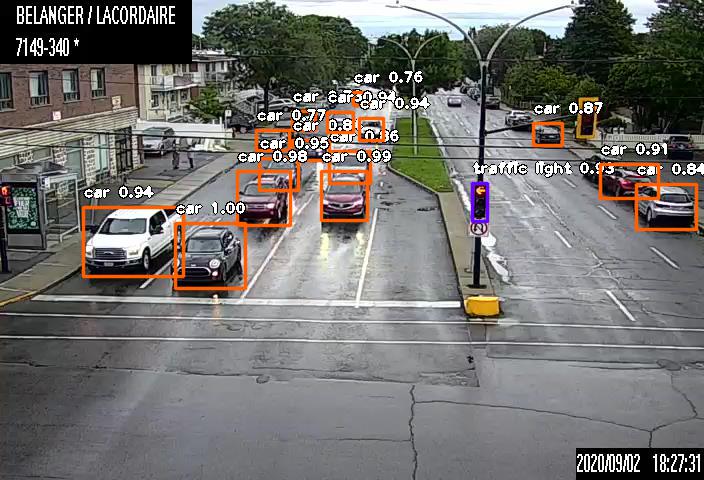 BELANGER / LACORDAIRE
7149-340 *
car 0.76
car 0.94
car 0.87
car 0.77
car 0.95
car 0.98
car 0.99
car 0.91
traffic light 0.93
car 0.84
car 0.94
car 1.00
2020/09/02 18:27:31